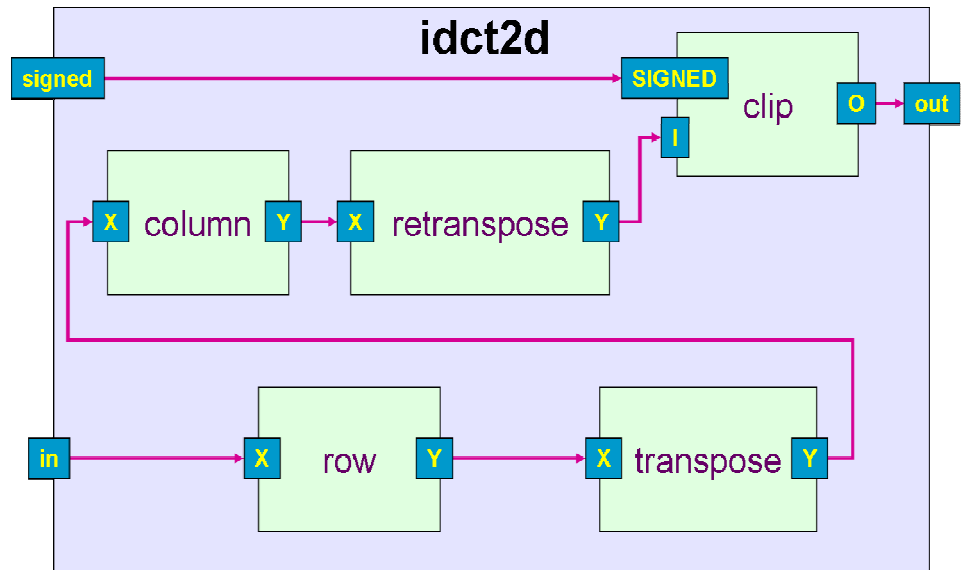 idct2d
signed
SIGNED
clip
O
out
I
X
column
Y
X
retranspose
Y
in
X
row
Y
X
transpose
Y